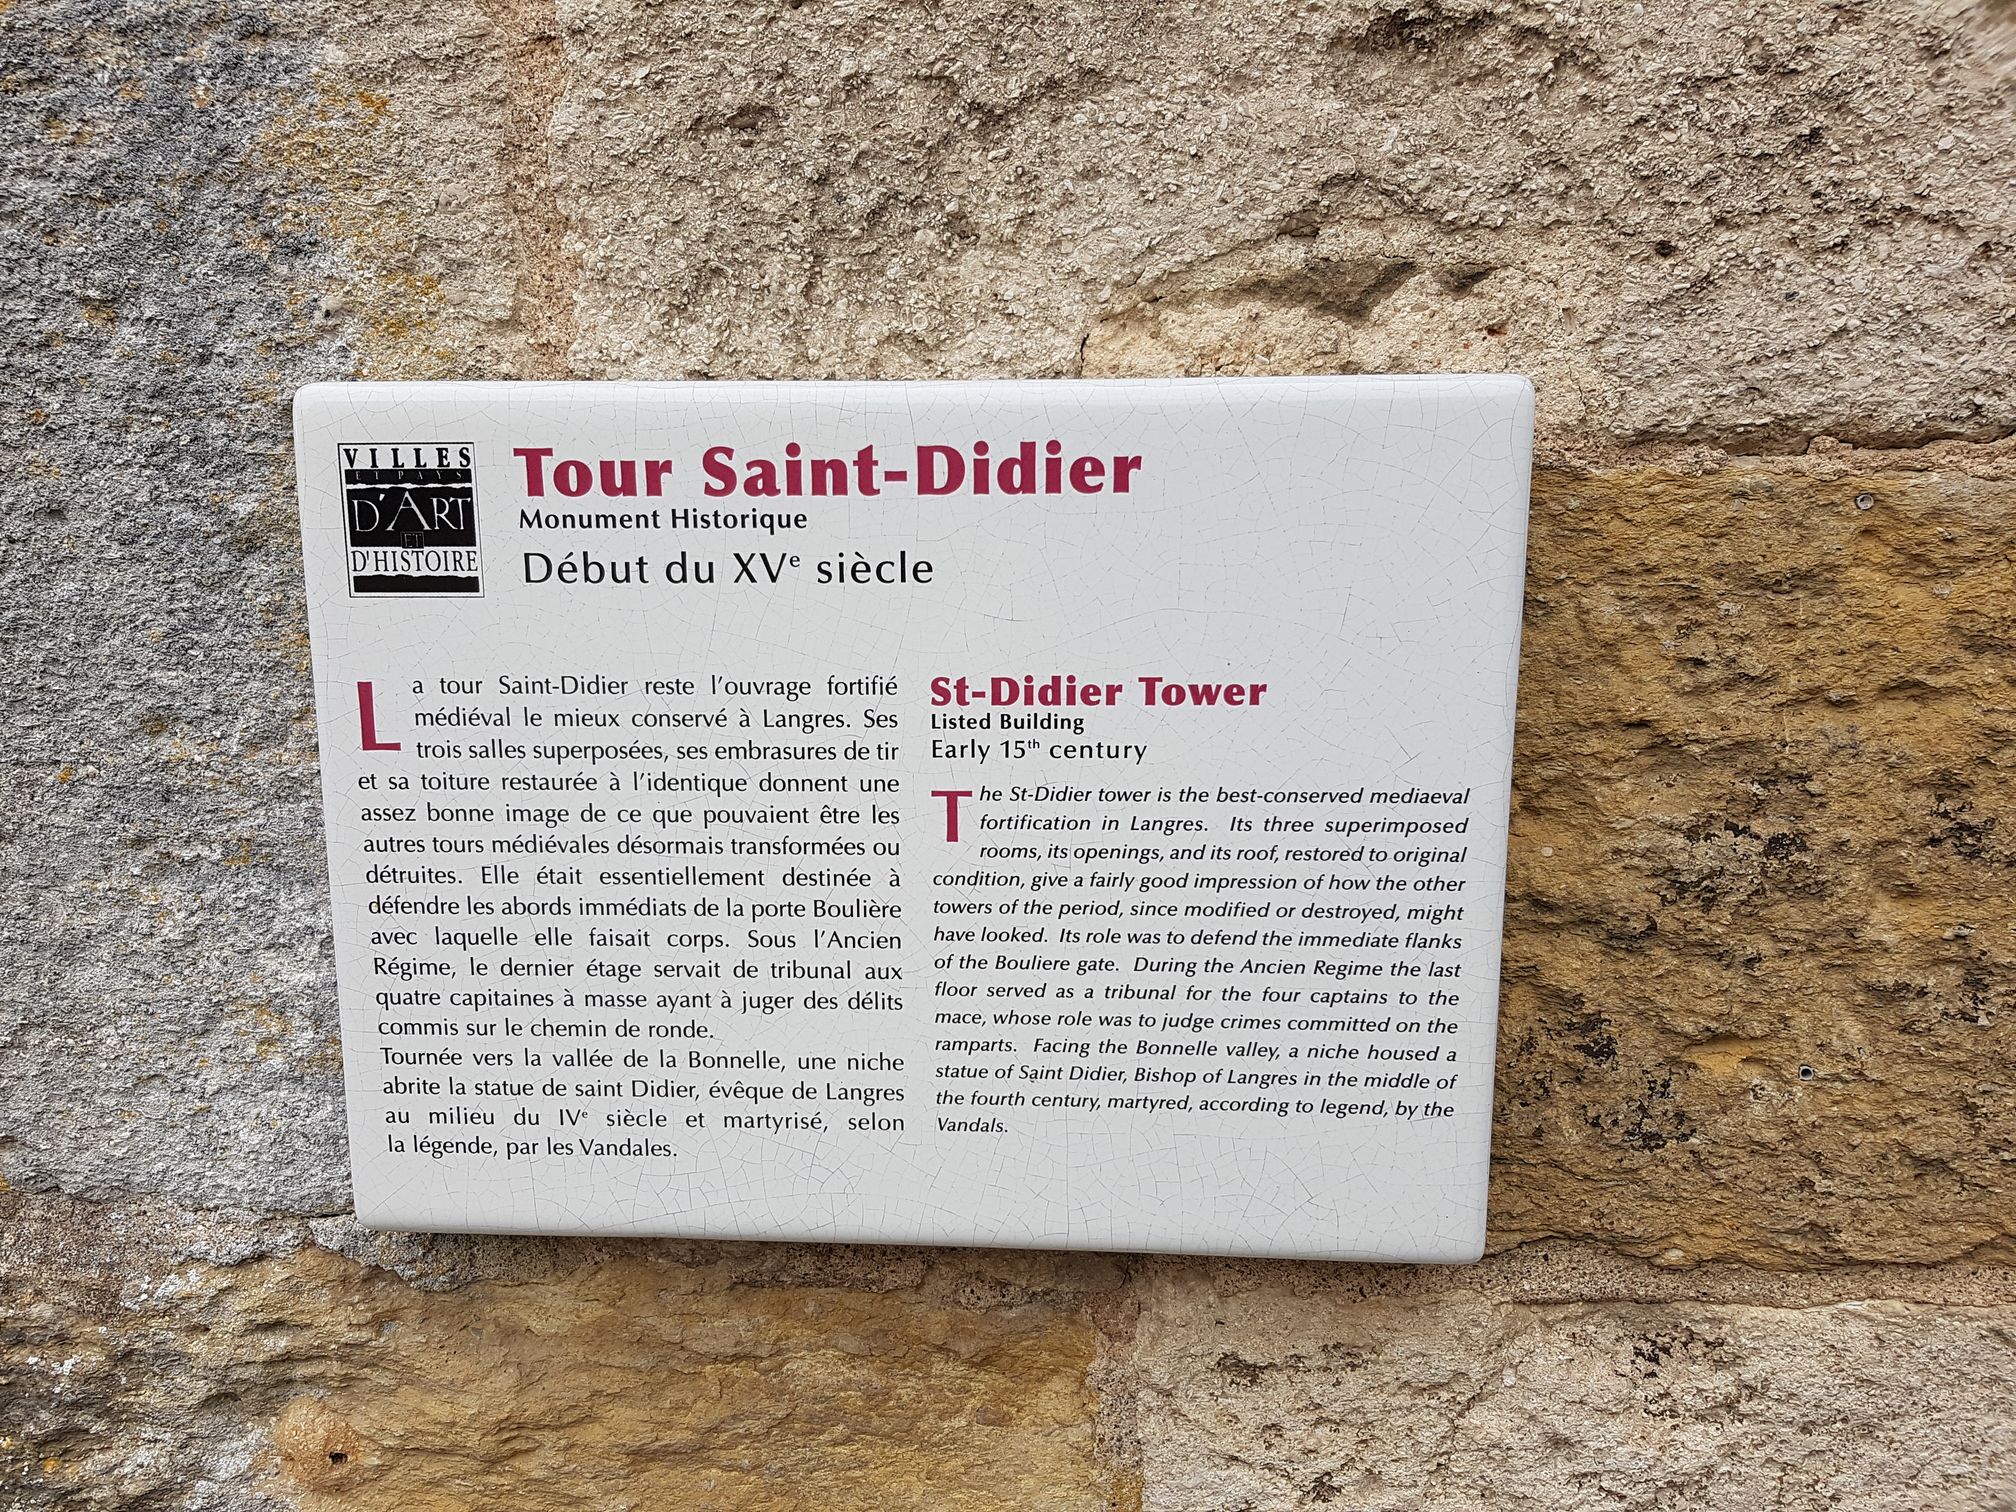 VILLES
ET PAYS
D'ART
ET
D'HISTOIRE
Tour Saint-Didier
Monument Historique
Début du XVe siècle
La tour Saint-Didier reste l'ouvrage fortifié
médiéval le mieux conservé à Langres. Ses
trois salles superposées, ses embrasures de tir
et sa toiture restaurée à l'identique donnent une
assez bonne image de ce que pouvaient être les
autres tours médiévales désormais transformées ou
détruites. Elle était essentiellement destinée à
défendre les abords immédiats de la porte Boulière
avec laquelle elle faisait corps. Sous l'Ancien
Régime, le dernier étage servait de tribunal aux
quatre capitaines à masse ayant à juger des délits
commis sur le chemin de ronde.
Tournée vers la vallée de la Bonnelle, une niche
abrite la statue de saint Didier, évêque de Langres
au milieu du IVe siècle et martyrisé, selon
la légende, par les Vandales.
St-Didier Tower
Listed Building
Early 15th century
The St-Didier tower is the best-conserved mediaeval
fortification in Langres. Its three superimposed
rooms, its openings, and its roof, restored to original
condition, give a fairly good impression of how the other
towers of the period, since modified or destroyed, might
have looked. Its role was to defend the immediate flanks
of the Bouliere gate. During the Ancien Regime the last
floor served as a tribunal for the four captains to the
mace, whose role was to judge crimes committed on the
ramparts. Facing the Bonnelle valley, a niche housed a
statue of Saint Didier, Bishop of Langres in the middle of
the fourth century, martyred, according to legend, by the
Vandals.